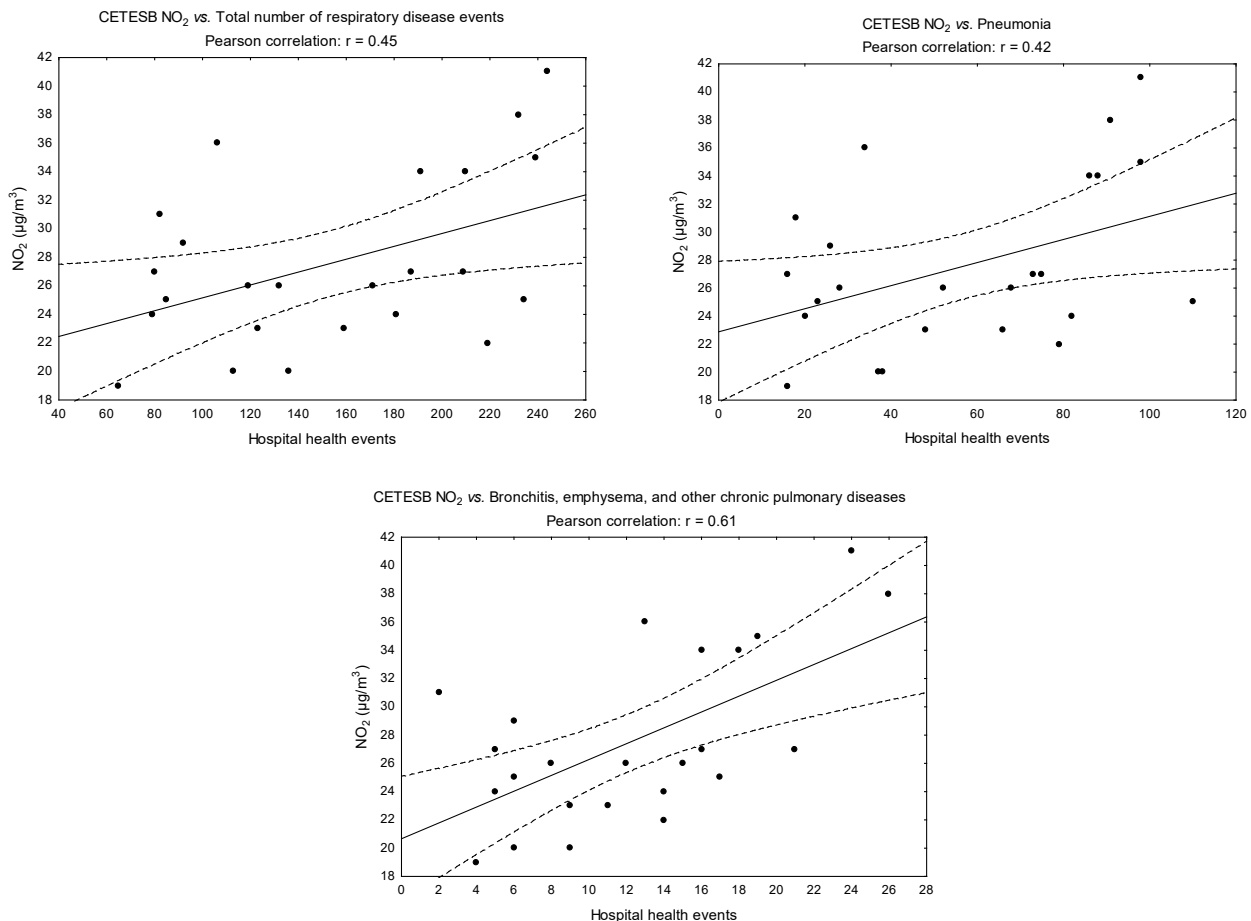 CETESB NO₂ vs. Total number of respiratory disease events
Pearson correlation: r = 0.45
42
40
38
36
34
32
30
28
26
24
22
20
18
NO₂ (µg/m³)
40 60 80 100 120 140 160 180 200 220 240 260
Hospital health events
CETESB NO₂ vs. Pneumonia
Pearson correlation: r = 0.42
42
40
38
36
34
32
30
28
26
24
22
20
18
NO₂ (µg/m³)
0 20 40 60 80 100 120
Hospital health events
CETESB NO₂ vs. Bronchitis, emphysema, and other chronic pulmonary diseases
Pearson correlation: r = 0.61
42
40
38
36
34
32
30
28
26
24
22
20
18
NO₂ (µg/m³)
0 2 4 6 8 10 12 14 16 18 20 22 24 26 28
Hospital health events